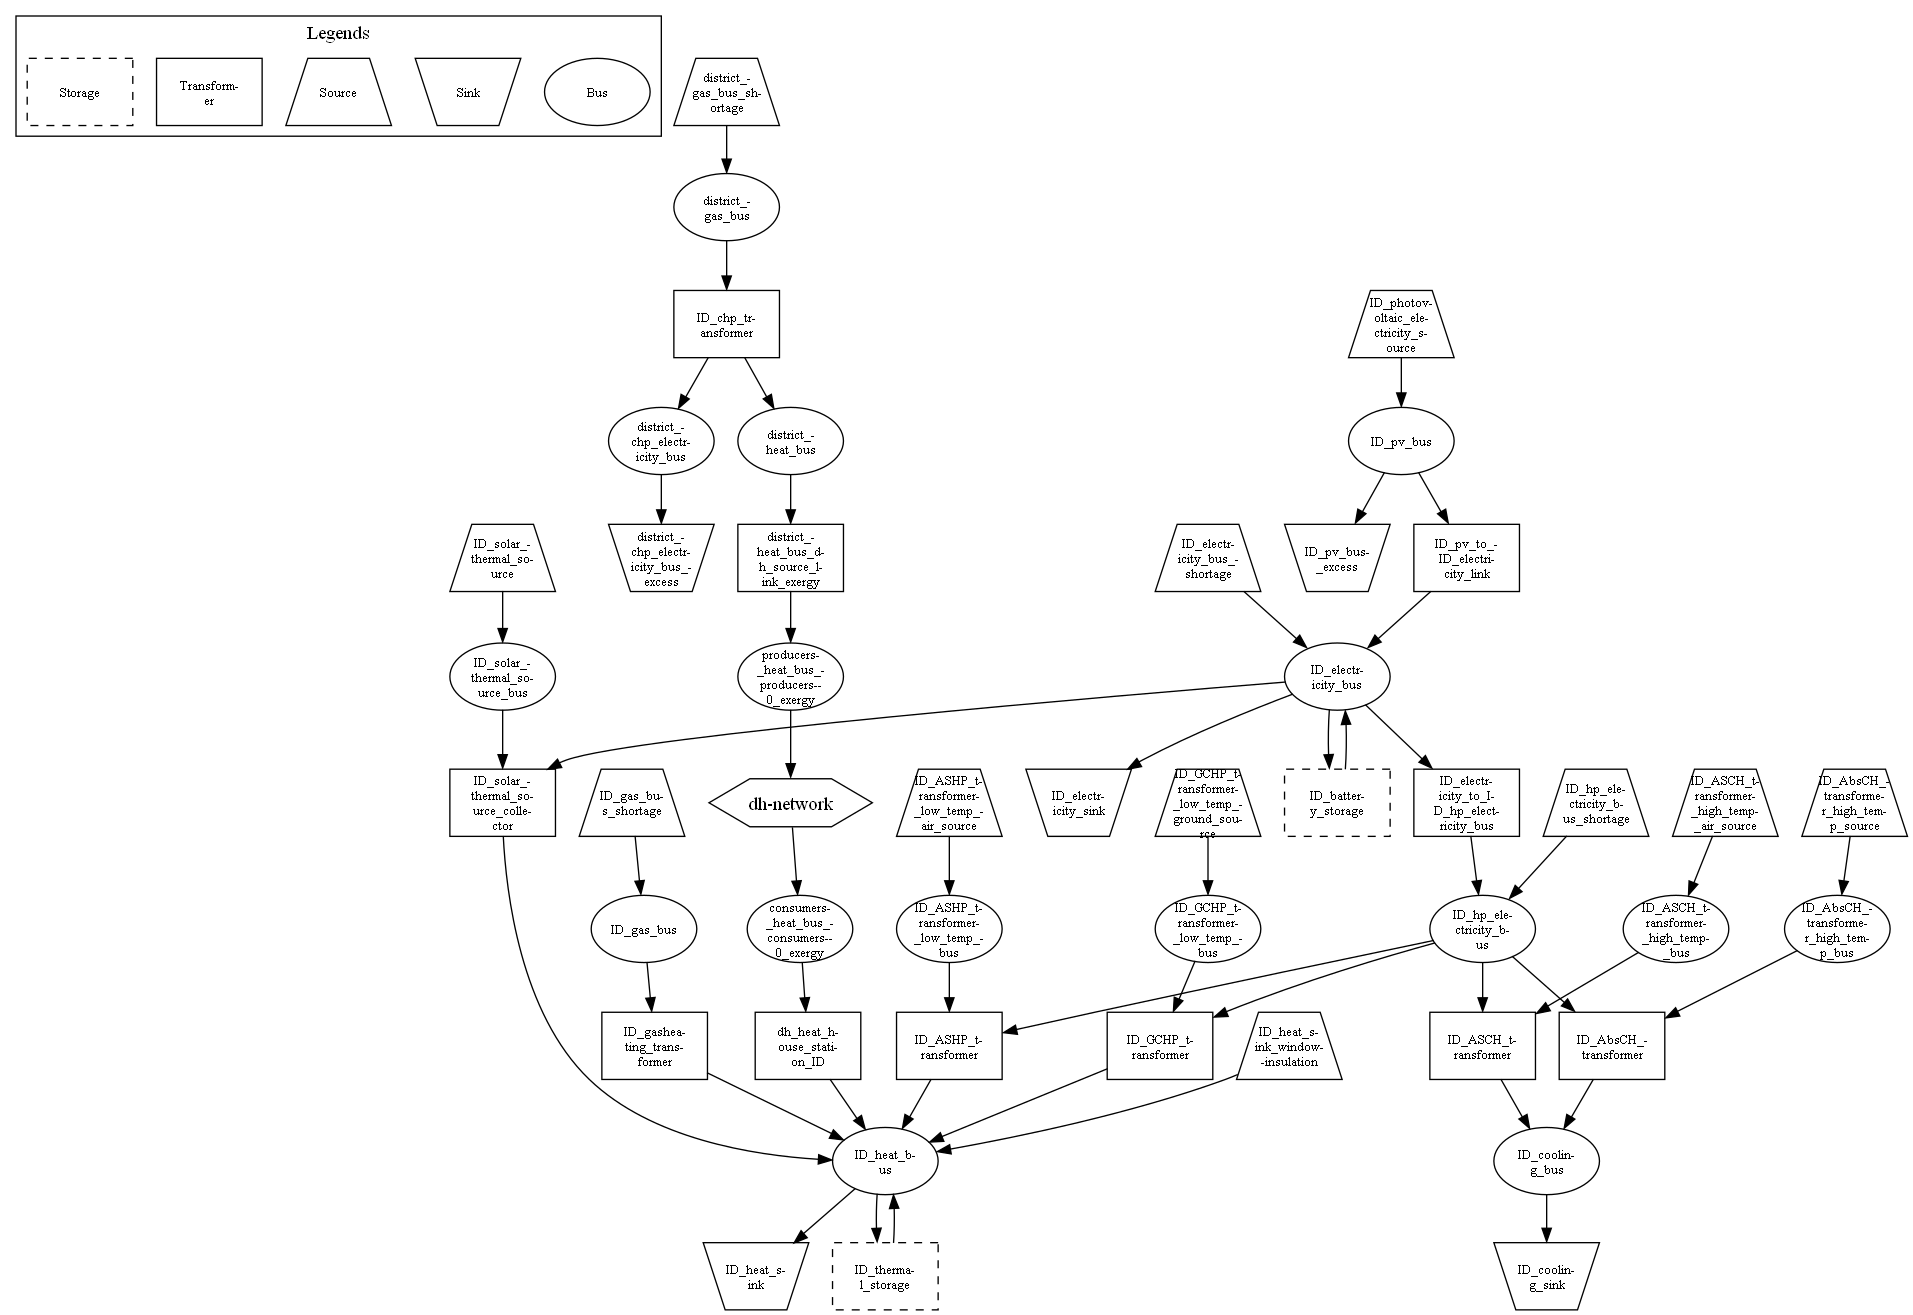 Legends
Storage
Transform-
er
Source
Sink
Bus
district_-
gas_bus_sh-
ortage
district_-
gas_bus
ID_chp_tr-
ansformer
ID_photov-
oltaic_ele-
ctricity_s-
ource
district_-
chp_electr-
icity_bus
district_-
heat_bus
ID_pv_bus
ID_solar_-
thermal_so-
urce
district_-
chp_electr-
icity_bus_-
excess
district_-
heat_bus_d-
h_source_l-
ink_exergy
ID_electr-
icity_bus_-
shortage
ID_pv_bus-
_excess
ID_pv_to_-
ID_electri-
city_link
ID_solar_-
thermal_so-
urce_bus
producers-
_heat_bus_-
producers--
0_exergy
ID_electr-
icity_bus
ID_solar_-
thermal_so-
urce_colle-
ctor
ID_gas_bu-
s_shortage
dh-network
ID_ASHP_t-
ransformer-
_low_temp_-
air_source
ID_electr-
icity_sink
ID_GCHP_t-
ransformer-
_low_temp_-
ground_sou-
rce
ID_batter-
y_storage
ID_electr-
icity_to_I-
D_hp_elect-
ricity_bus
ID_hp_ele-
ctricity_b-
us_shortage
ID_ASCH_t-
ransformer-
_high_temp-
_air_source
ID_AbsCH_-
transforme-
r_high_tem-
p_source
ID_gas_bus
consumers-
_heat_bus_-
consumers--
0_exergy
ID_ASHP_t-
ransformer-
_low_temp_-
bus
ID_GCHP_t-
ransformer-
_low_temp_-
bus
ID_hp_ele-
ctricity_b-
us
ID_ASCH_t-
ransformer-
_high_temp-
_bus
ID_AbsCH_-
transforme-
r_high_tem-
p_bus
ID_gashea-
ting_trans-
former
dh_heat_h-
ouse_stati-
on_ID
ID_ASHP_t-
ransformer
ID_GCHP_t-
ransformer
ID_heat_s-
ink_window-
-insulation
ID_ASCH_t-
ransformer
ID_AbsCH_-
transformer
ID_heat_b-
us
ID_coolin-
g_bus
ID_heat_s-
ink
ID_therma-
l_storage
ID_coolin-
g_sink